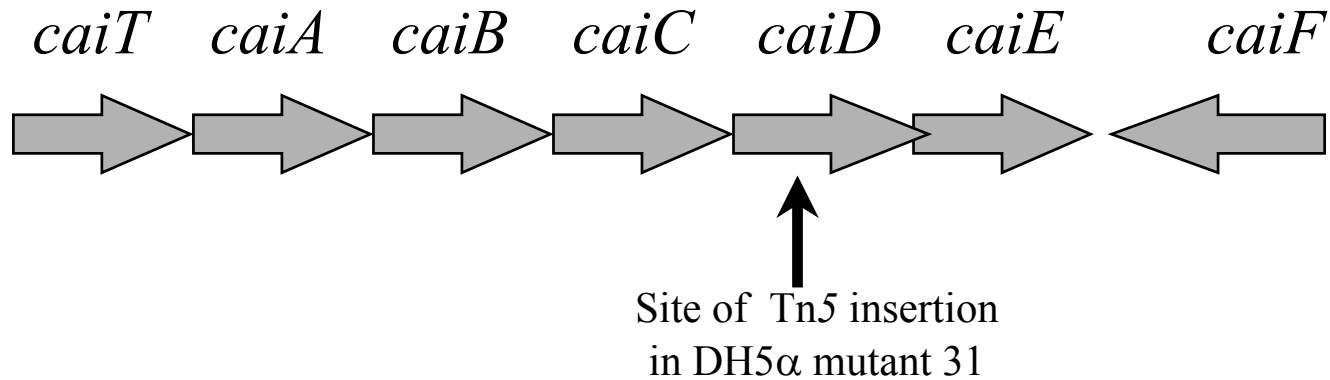 caiT caiA caiB caiC caiD caiE caiF
Site of Tn5 insertion
in DH5α mutant 31